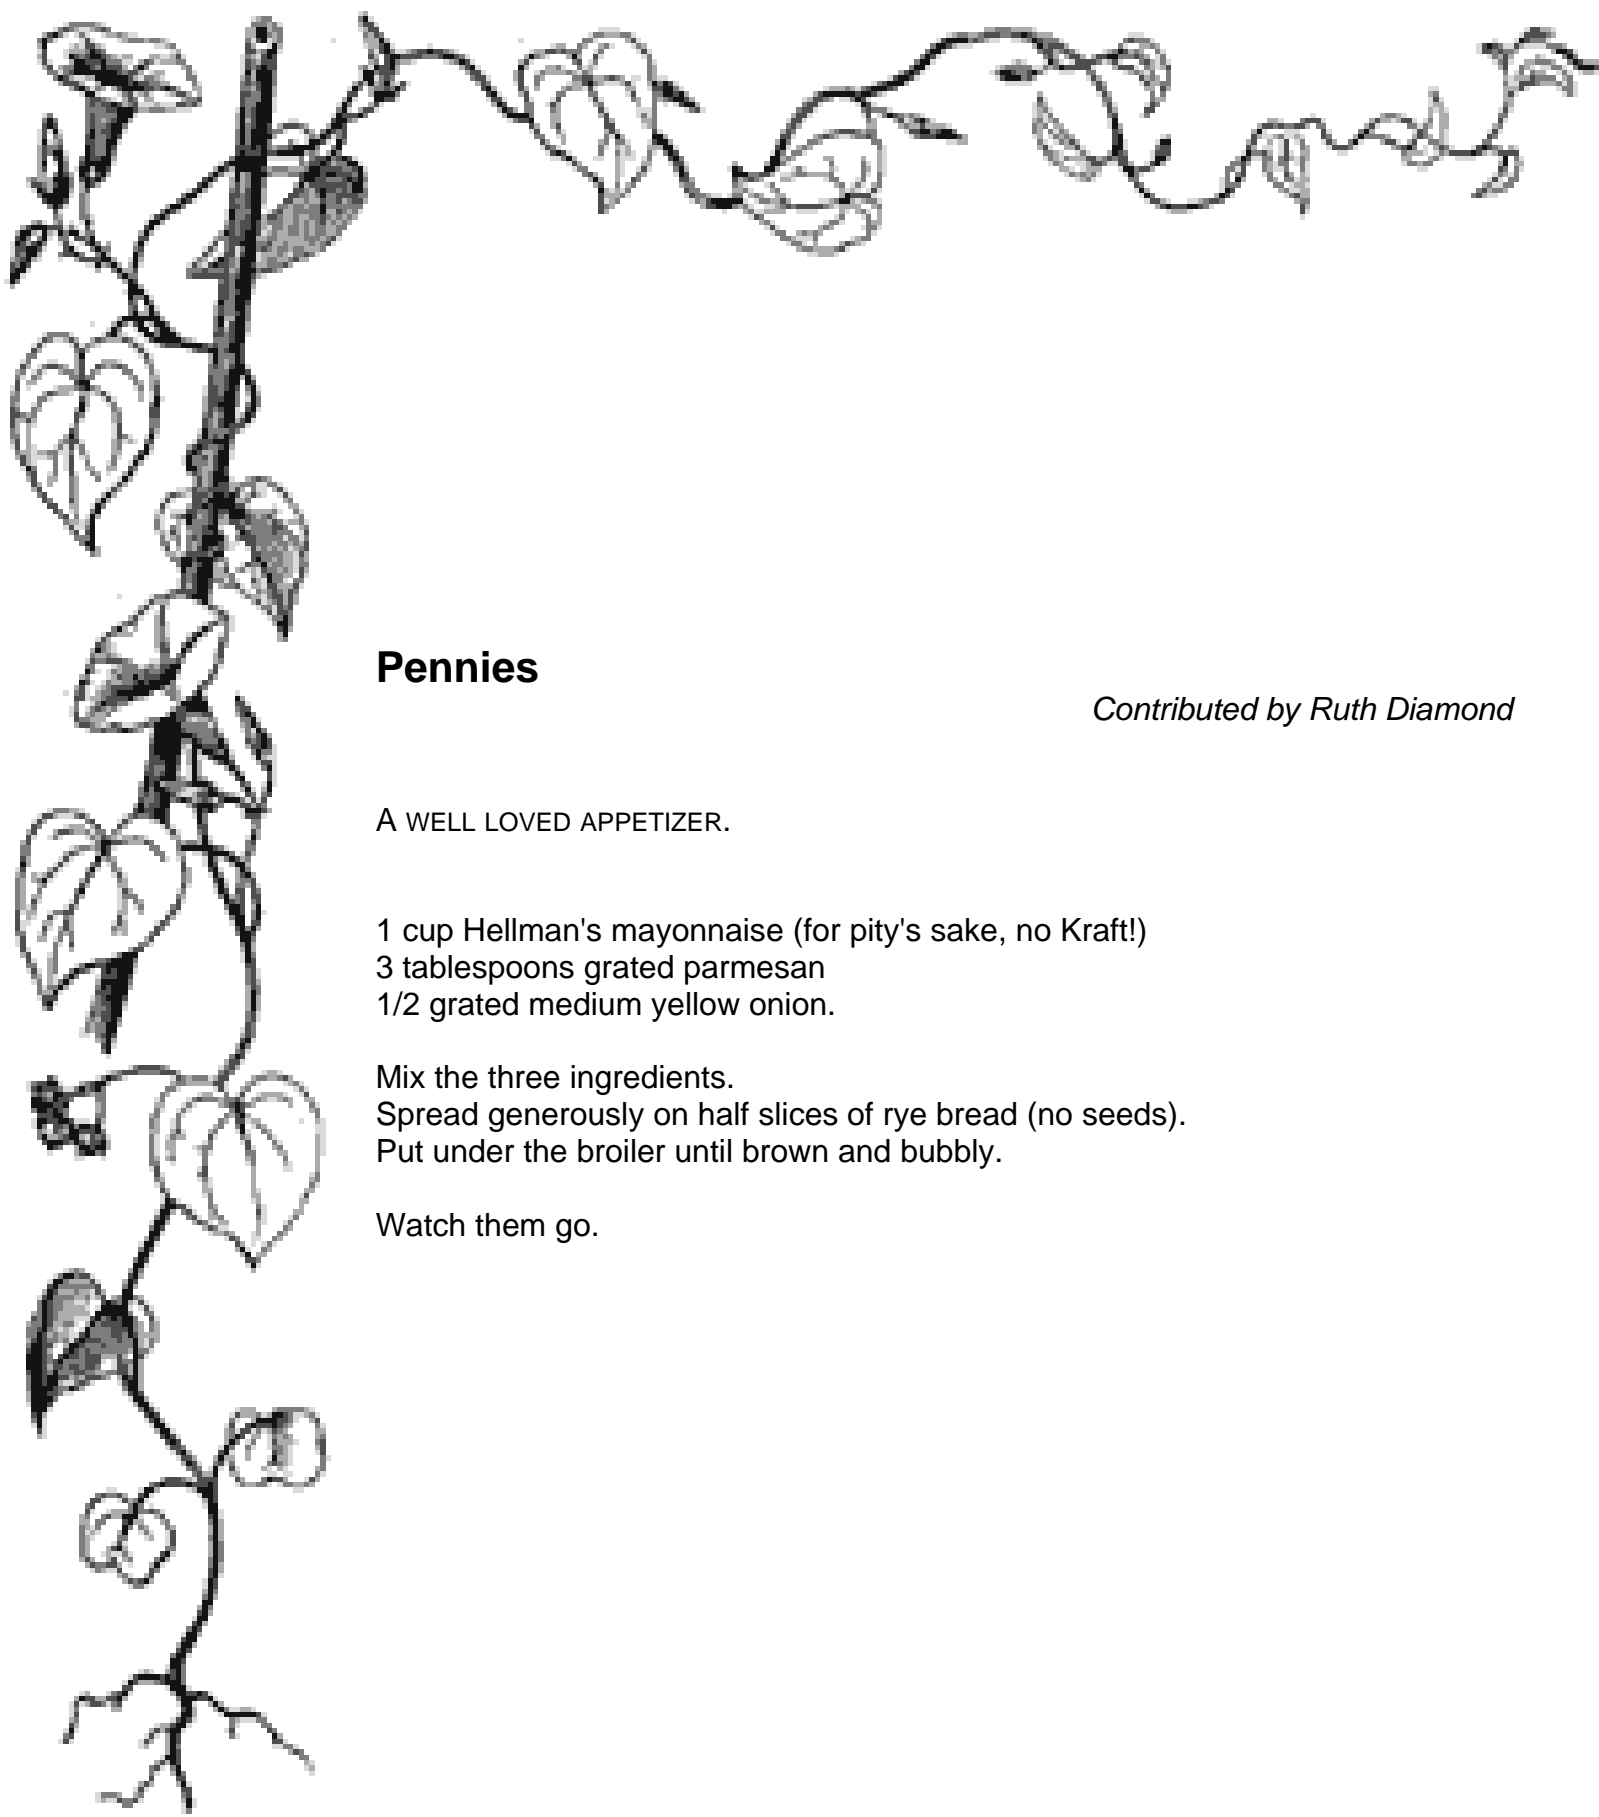 Pennies
Contributed by Ruth Diamond
A WELL LOVED APPETIZER.
1 cup Hellman's mayonnaise (for pity's sake, no Kraft!)
3 tablespoons grated parmesan
1/2 grated medium yellow onion.
Mix the three ingredients.
Spread generously on half slices of rye bread (no seeds).
Put under the broiler until brown and bubbly.
Watch them go.